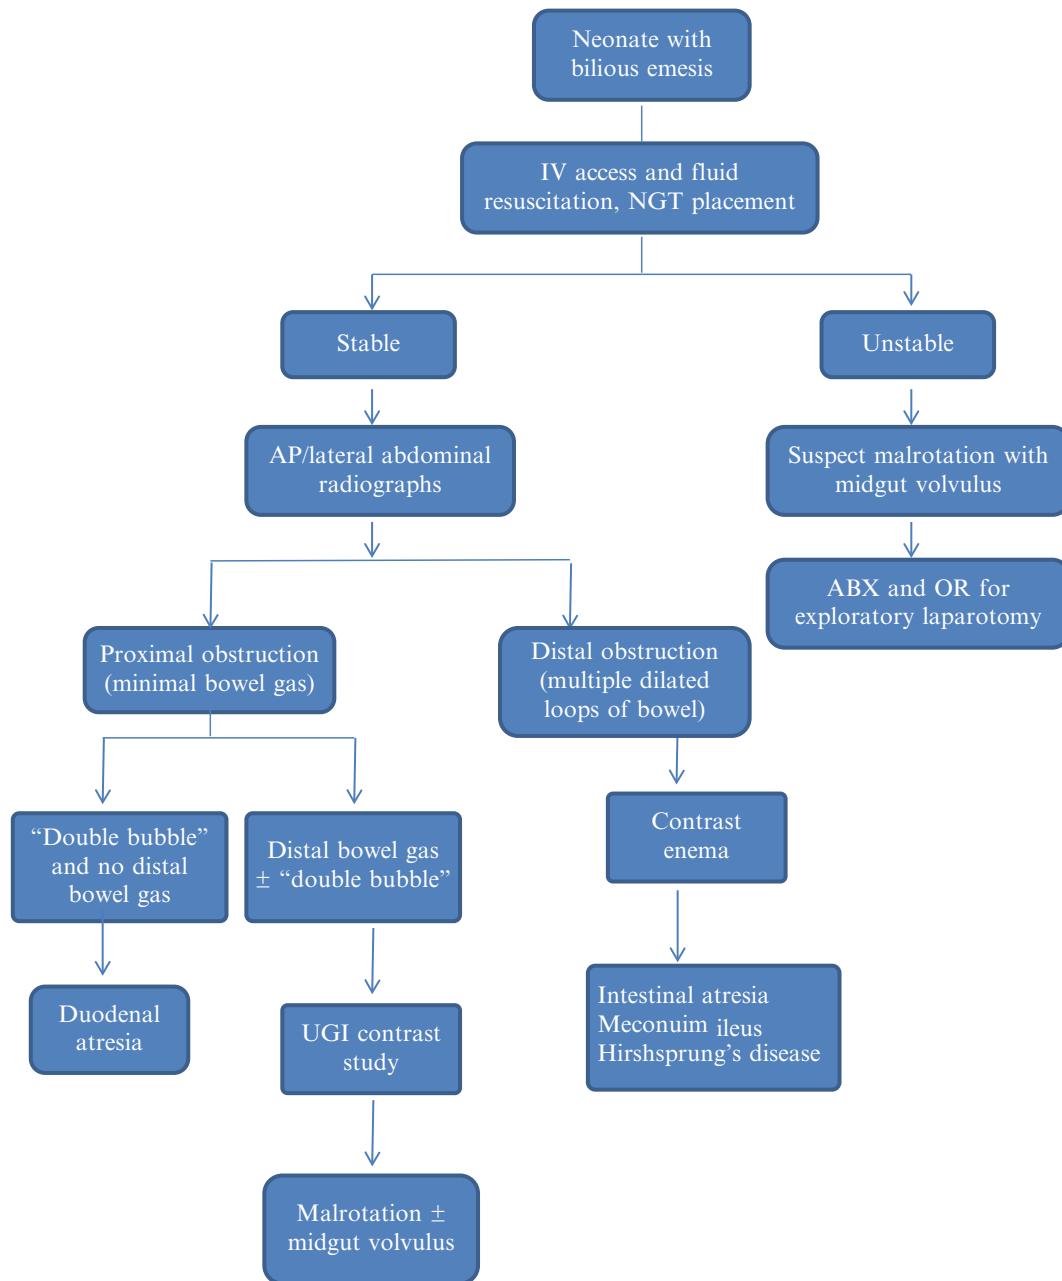 Neonate with
bilious emesis
IV access and fluid
resuscitation, NGT placement
Stable
Unstable
AP/lateral abdominal
radiographs
Suspect malrotation with
midgut volvulus
ABX and OR for
exploratory laparotomy
Proximal obstruction
(minimal bowel gas)
Distal obstruction
(multiple dilated
loops of bowel)
“Double bubble”
and no distal
bowel gas
Distal bowel gas
± “double bubble”
Contrast
enema
Duodenal
atresia
UGI contrast
study
Intestinal atresia
Meconuim ileus
Hirshsprung’s disease
Malrotation ±
midgut volvulus